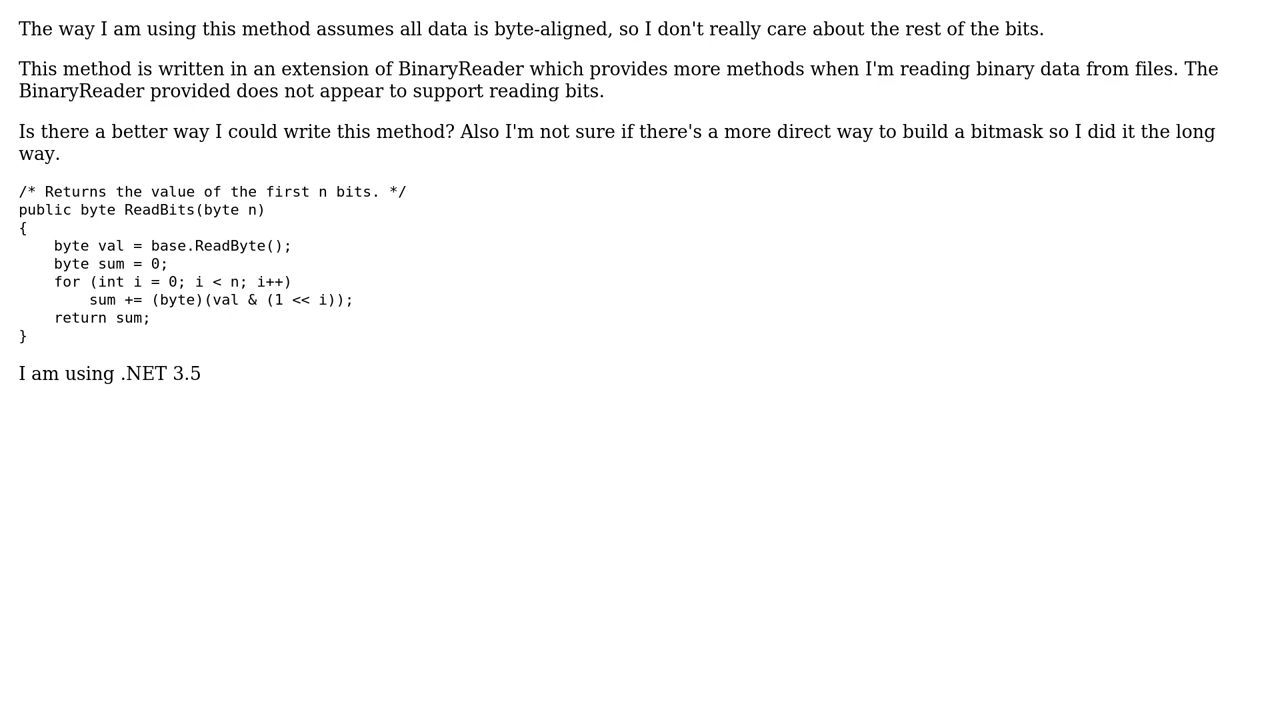 The way I am using this method assumes all data is byte-aligned, so I don't really care about the rest of the bits.
This method is written in an extension of BinaryReader which provides more methods when I'm reading binary data from files. The
BinaryReader provided does not appear to support reading bits.
Is there a better way I could write this method? Also I'm not sure if there's a more direct way to build a bitmask so I did it the long
way.
/* Returns the value of the first n bits. */
public byte ReadBits(byte n)
{
    byte val = base.ReadByte();
    byte sum = 0;
    for (int i = 0; i < n; i++)
        sum += (byte)(val & (1 << i));
    return sum;
}
I am using .NET 3.5